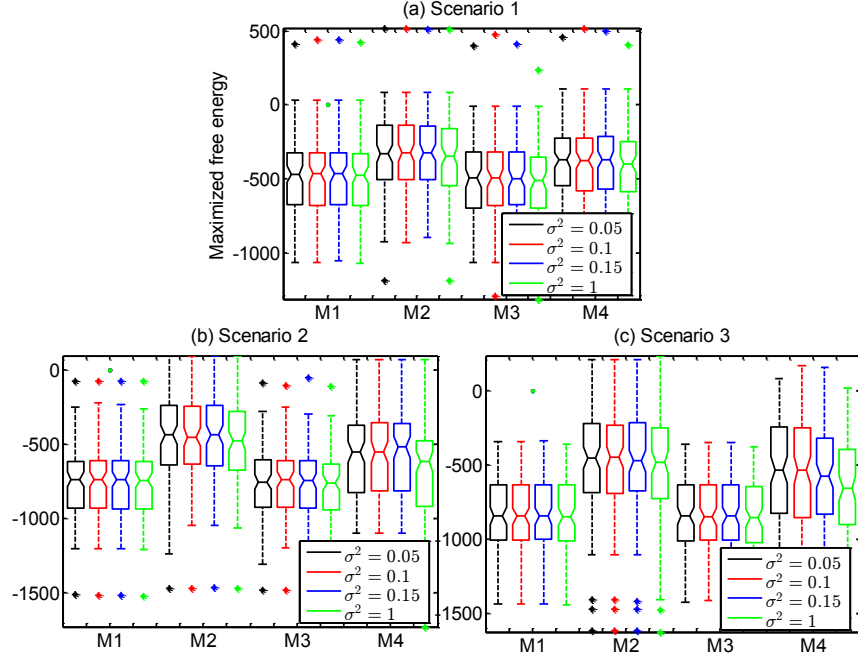 (a) Scenario 1
Maximized free energy
500
0
-500
-1000
M1 M2 M3 M4
σ² = 0.05
σ² = 0.1
σ² = 0.15
σ² = 1
(b) Scenario 2
0
-500
-1000
-1500
M1 M2 M3 M4
σ² = 0.05
σ² = 0.1
σ² = 0.15
σ² = 1
(c) Scenario 3
0
-500
1000
1500
M1 M2 M3 M4
σ² = 0.05
σ² = 0.1
σ² = 0.15
σ² = 1